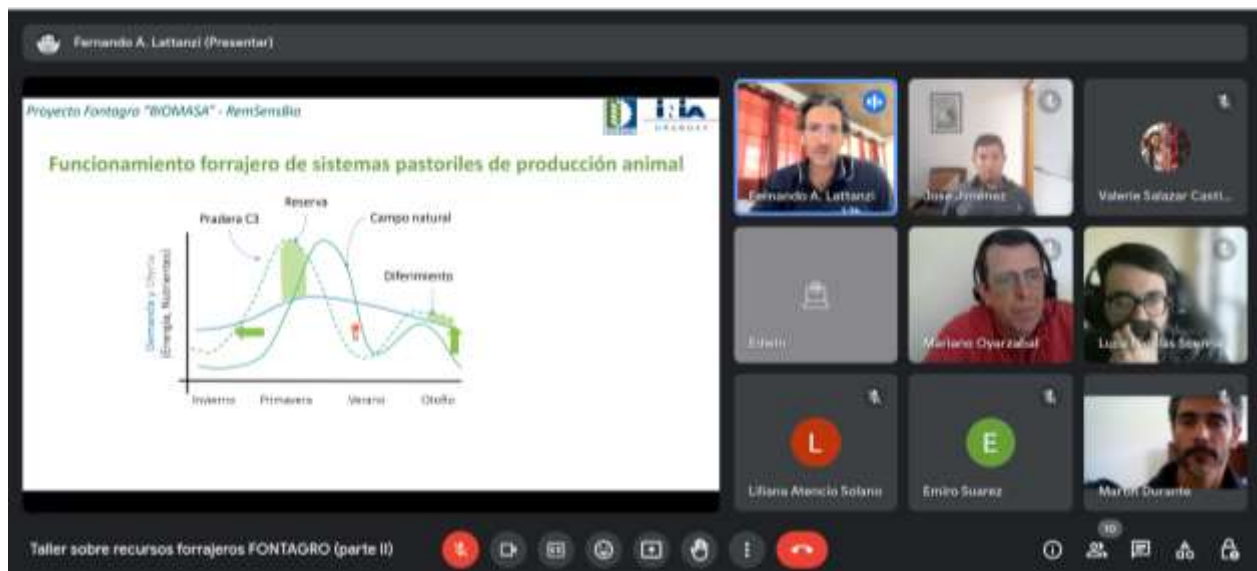 Fernando A. Lattanzi (Presentar)
Proyecto Fontagro "BIOMASA" - RemSensBio
INIA
URUGUAY
Funcionamiento forrajero de sistemas pastoriles de producción animal
Reserva
Pradera C3
Campo natural
Diferimiento
Demanda y Oferta
(Energía, Nutrientes)
Invierno
Primavera
Verano
Otoño
Fernando A. Lattanzi
José Jiménez
Valerie Salazar Casti...
Edwin
Mariano Oyarzabal
Liliana Atencio Solano
Emiro Suarez
Martín Durante
Taller sobre recursos forrajeros FONTAGRO (parte II)
10